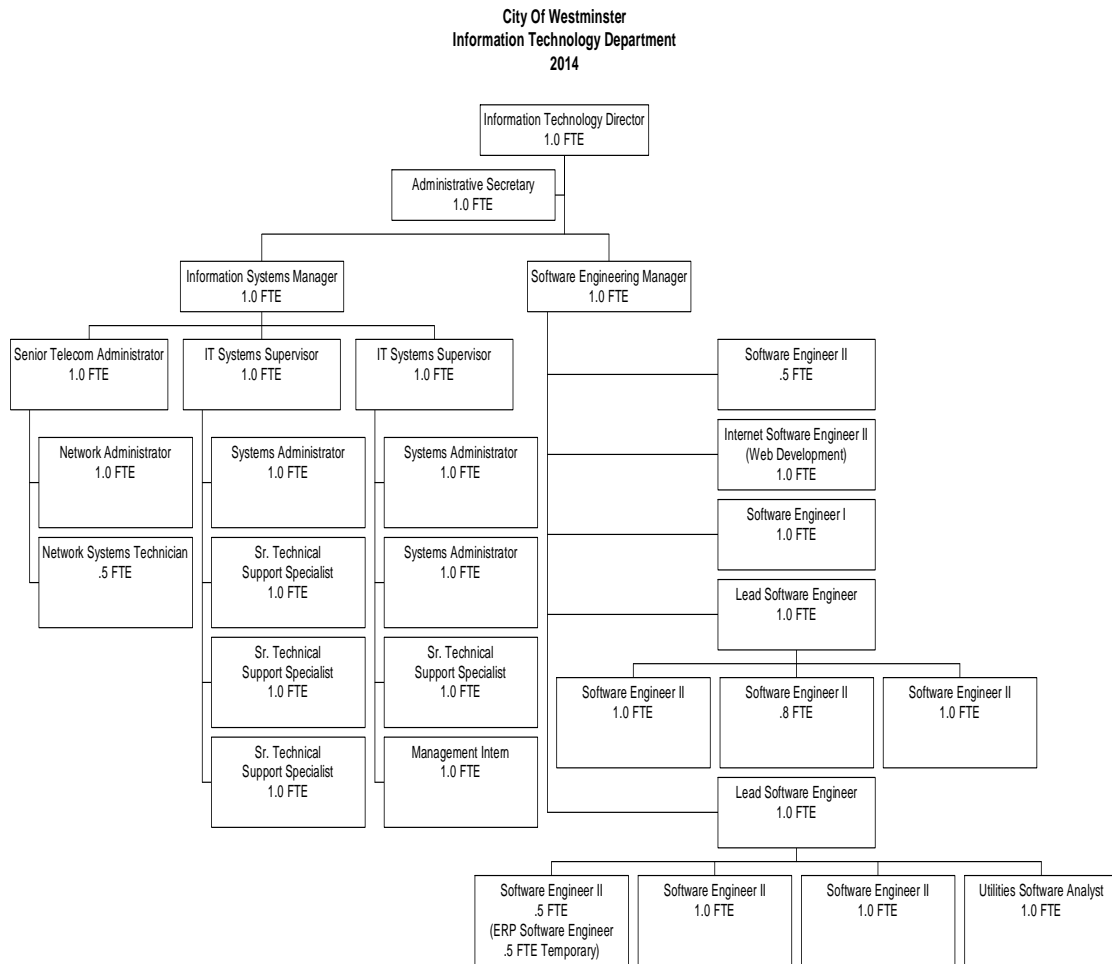 City Of Westminster
Information Technology Department
2014
Information Technology Director
1.0 FTE
Administrative Secretary
1.0 FTE
Information Systems Manager
1.0 FTE
Software Engineering Manager
1.0 FTE
Senior Telecom Administrator
1.0 FTE
IT Systems Supervisor
1.0 FTE
IT Systems Supervisor
1.0 FTE
Network Administrator
1.0 FTE
Network Systems Technician
.5 FTE
Systems Administrator
1.0 FTE
Sr. Technical
Support Specialist
1.0 FTE
Sr. Technical
Support Specialist
1.0 FTE
Sr. Technical
Support Specialist
1.0 FTE
Systems Administrator
1.0 FTE
Systems Administrator
1.0 FTE
Sr. Technical
Support Specialist
1.0 FTE
Management Intern
1.0 FTE
Software Engineer II
.5 FTE
Internet Software Engineer II
(Web Development)
1.0 FTE
Software Engineer I
1.0 FTE
Lead Software Engineer
1.0 FTE
Software Engineer II
1.0 FTE
Software Engineer II
.8 FTE
Software Engineer II
1.0 FTE
Lead Software Engineer
1.0 FTE
Software Engineer II
.5 FTE
(ERP Software Engineer
.5 FTE Temporary)
Software Engineer II
1.0 FTE
Software Engineer II
1.0 FTE
Utilities Software Analyst
1.0 FTE